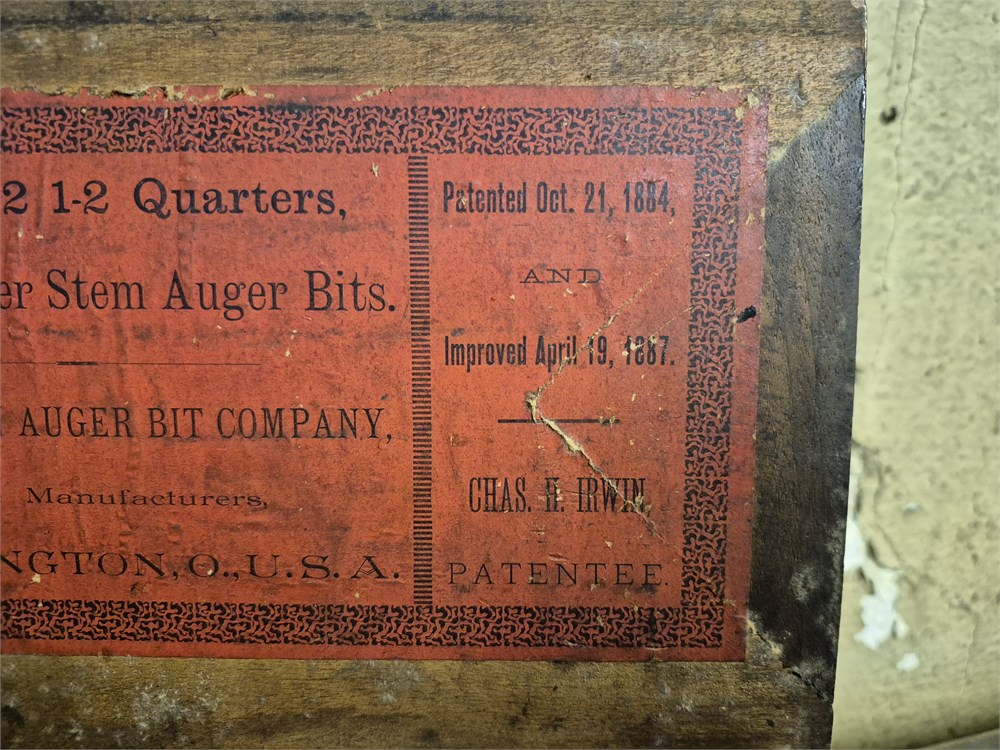 2 1-2 Quarters,
er Stem Auger Bits.
AUGER BIT COMPANY,
Manufacturers,
NGTON, O., U. S. A.
Patented Oct. 21, 1884,
AND
Improved April 19, 1887.
CHAS. H. IRWIN,
PATENTEE.